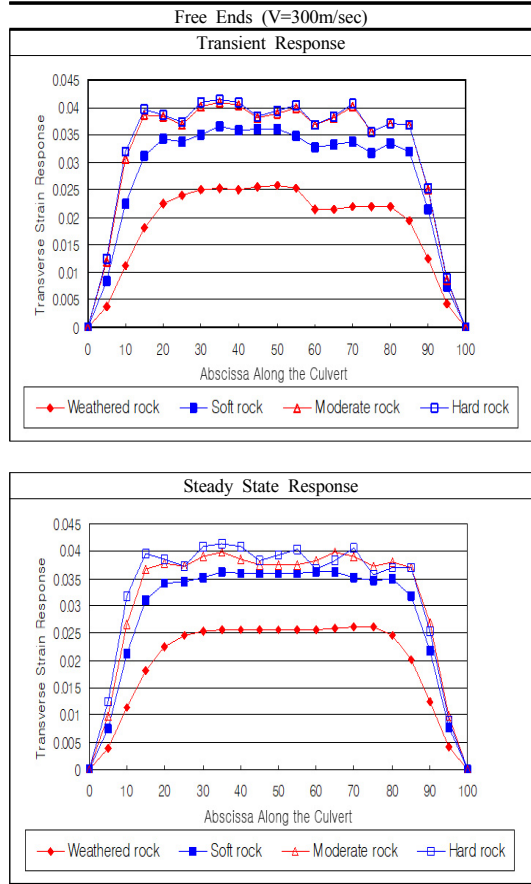 Free Ends (V=300m/sec)
Transient Response
0.045
0.04
0.035
0.03
0.025
0.02
0.015
0.01
0.005
0
Transverse Strain Response
0 10 20 30 40 50 60 70 80 90 100
Abscissa Along the Culvert
Weathered rock Soft rock Moderate rock Hard rock
Steady State Response
0.045
0.04
0.035
0.03
0.025
0.02
0.015
0.01
0.005
0
Transverse Strain Response
0 10 20 30 40 50 60 70 80 90 100
Abscissa Along the Culvert
Weathered rock Soft rock Moderate rock Hard rock